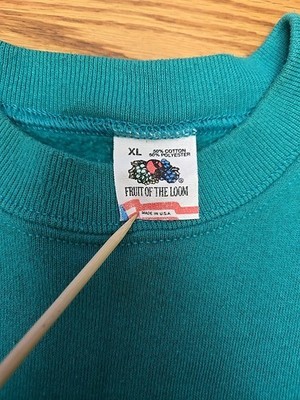 XL
50% COTTON
50% POLYESTER
®
FRUIT OF THE LOOM
MADE IN U.S.A.